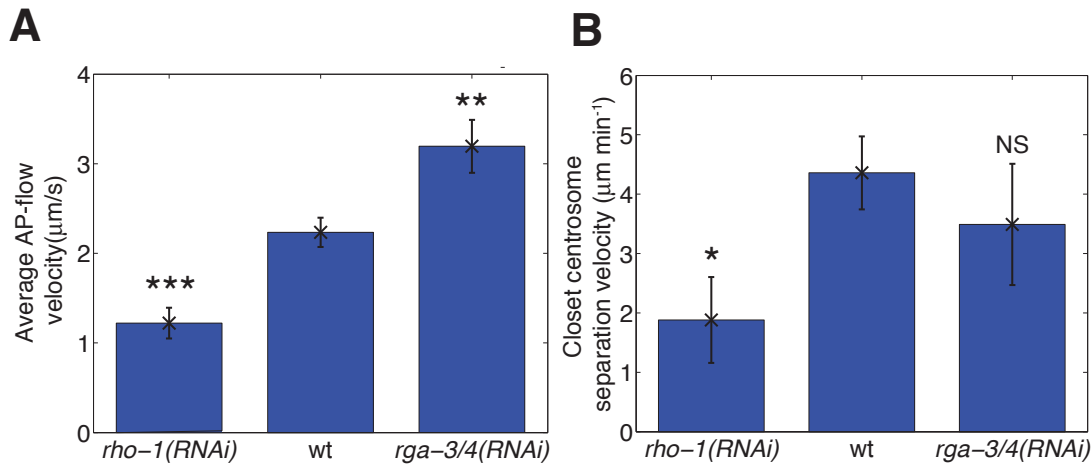 A
Average AP-flow
velocity(μm/s)
4
3
2
1
0
***
**
rho−1(RNAi)
wt
rga−3/4(RNAi)
B
Closet centrosome
separation velocity (μm min⁻¹)
6
5
4
3
2
1
0
*
NS
rho−1(RNAi)
wt
rga−3/4(RNAi)